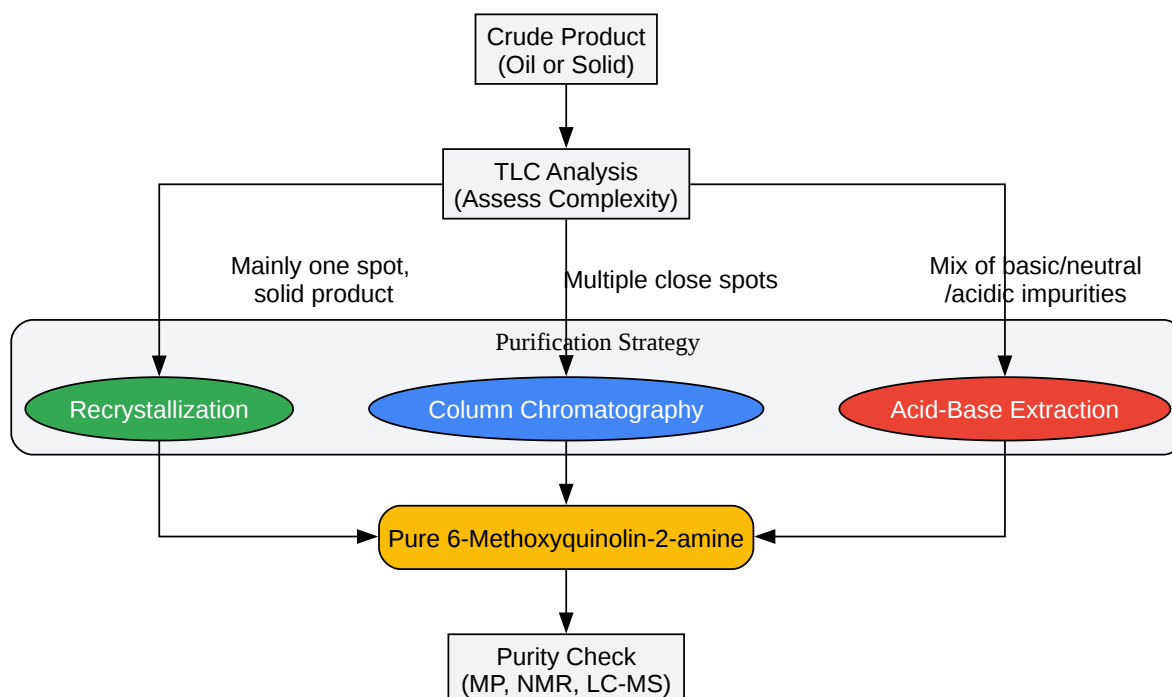 Crude Product
(Oil or Solid)
TLC Analysis
(Assess Complexity)
Mainly one spot,
solid product
Multiple close spots
Mix of basic/neutral
/acidic impurities
Purification Strategy
Recrystallization
Column Chromatography
Acid-Base Extraction
Pure 6-Methoxyquinolin-2-amine
Purity Check
(MP, NMR, LC-MS)